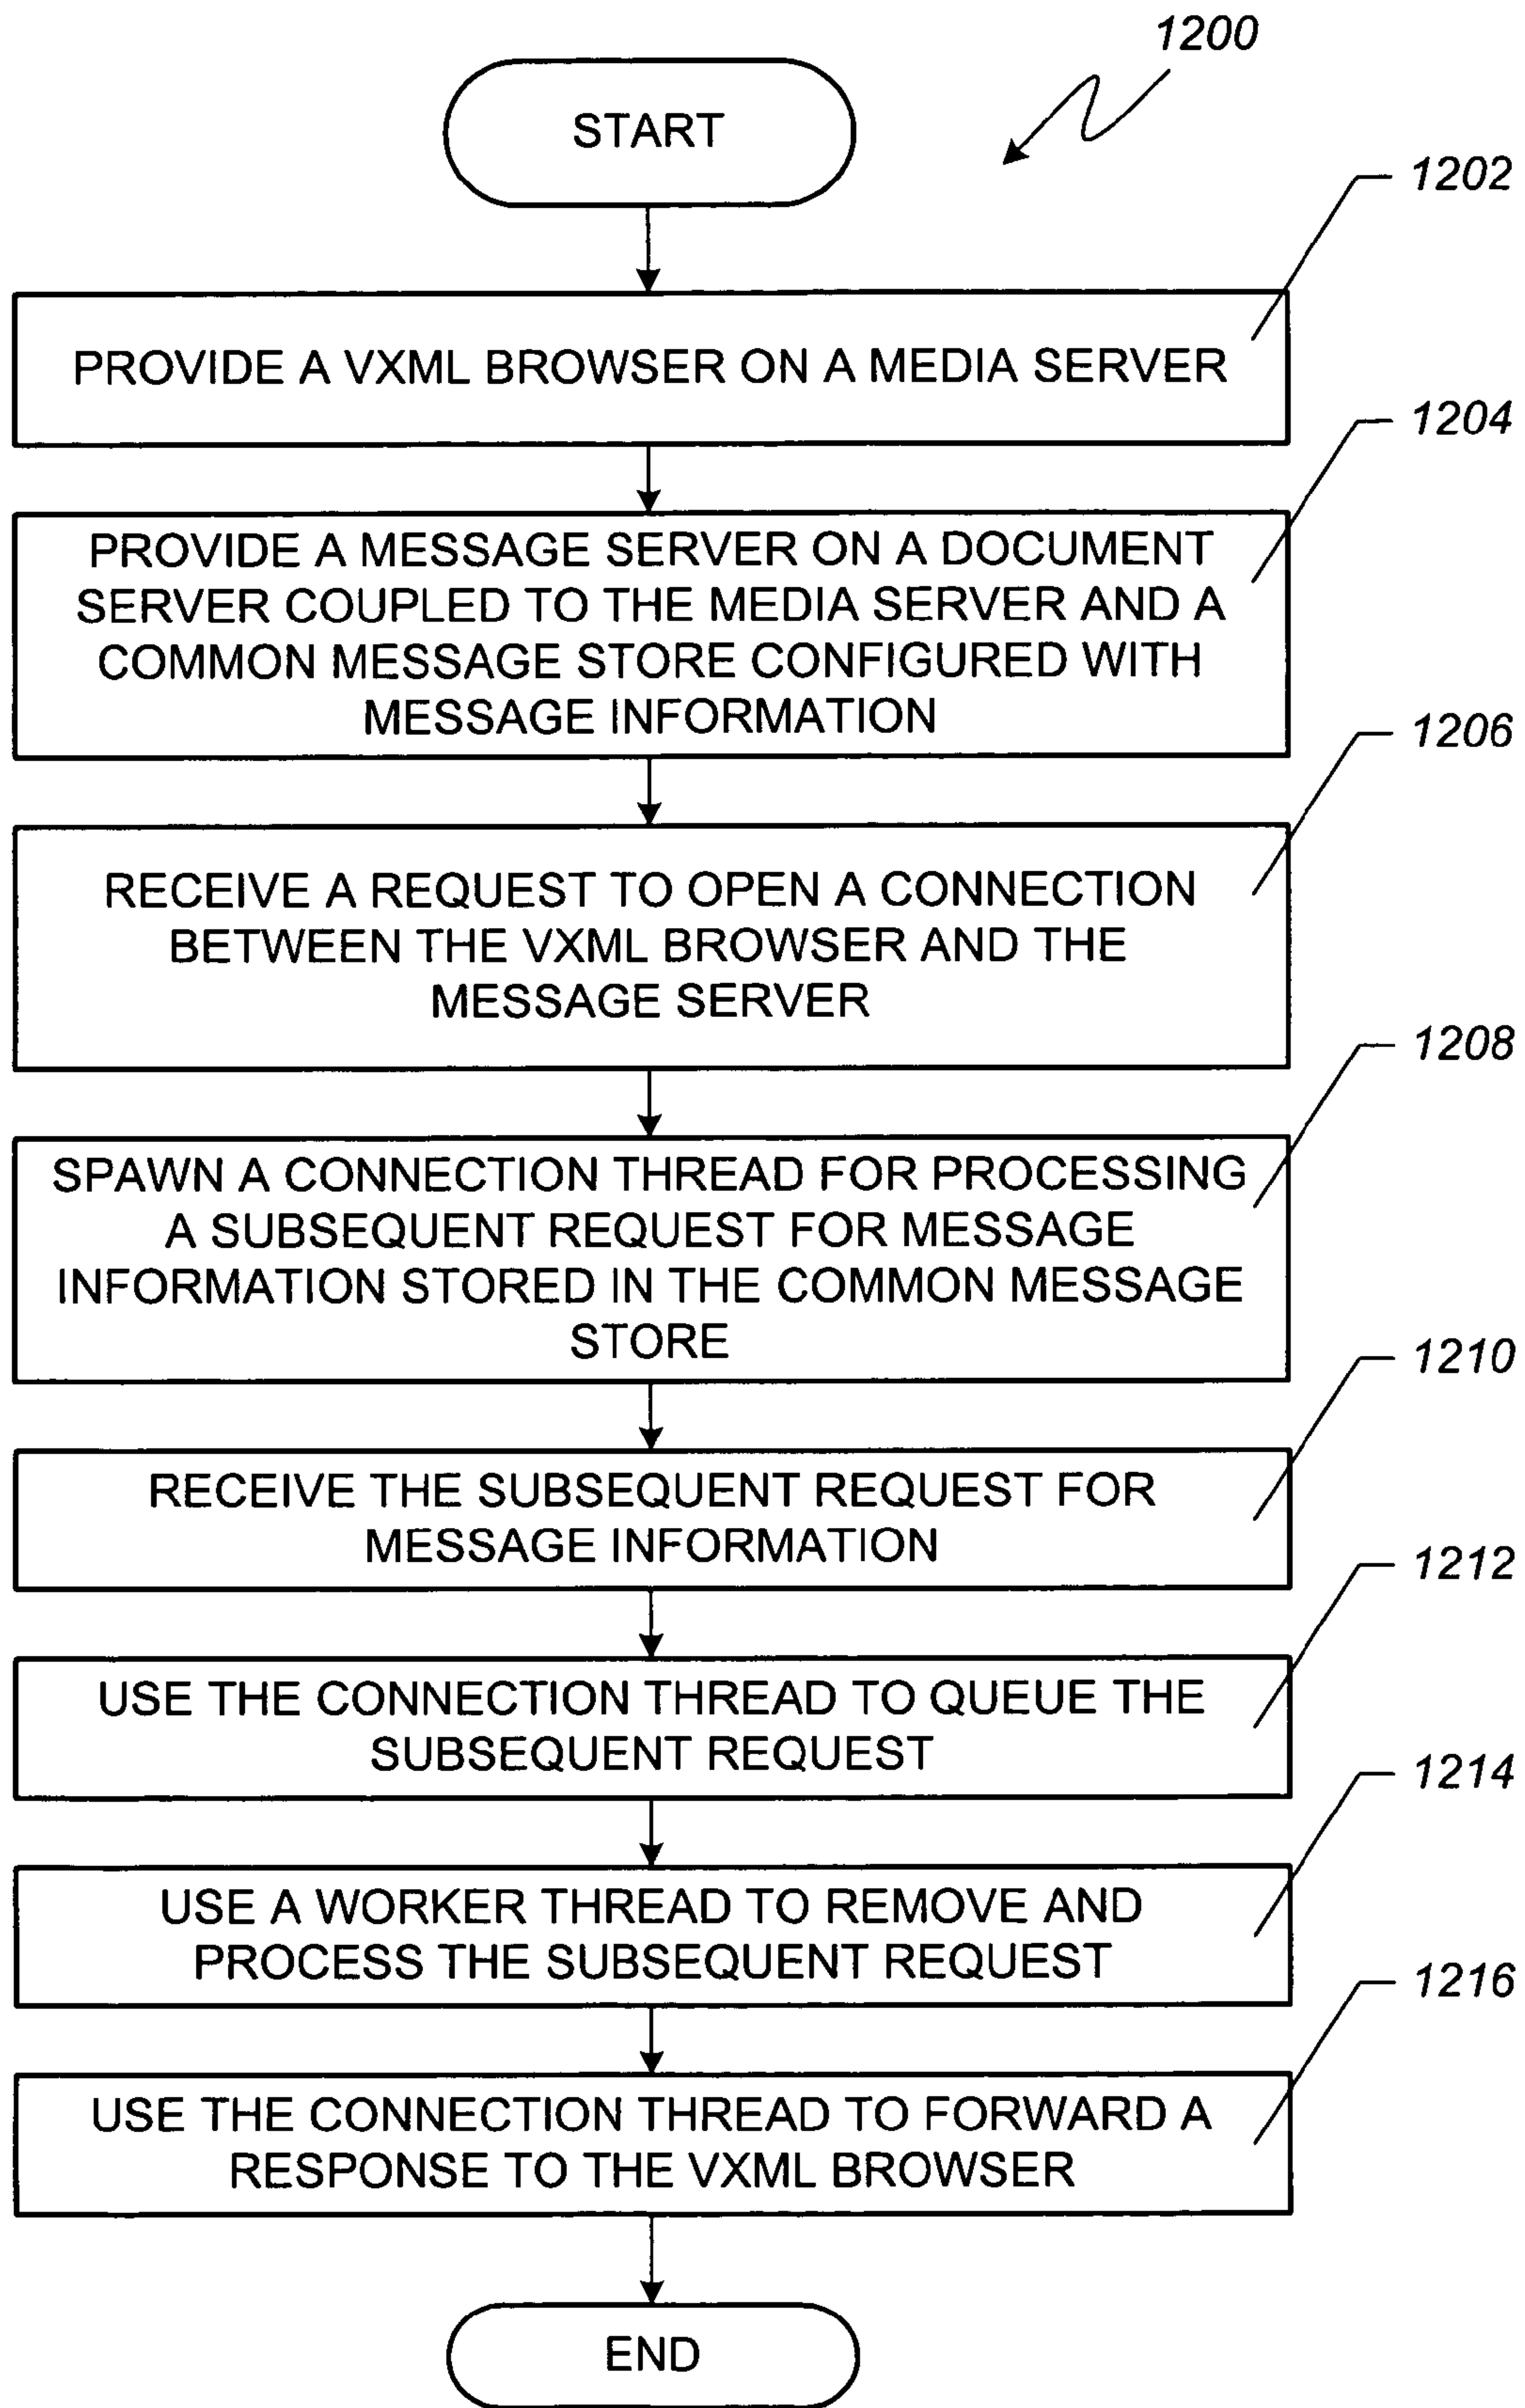 1200
START
1202
PROVIDE A VXML BROWSER ON A MEDIA SERVER
1204
PROVIDE A MESSAGE SERVER ON A DOCUMENT
SERVER COUPLED TO THE MEDIA SERVER AND A
COMMON MESSAGE STORE CONFIGURED WITH
MESSAGE INFORMATION
1206
RECEIVE A REQUEST TO OPEN A CONNECTION
BETWEEN THE VXML BROWSER AND THE
MESSAGE SERVER
1208
SPAWN A CONNECTION THREAD FOR PROCESSING
A SUBSEQUENT REQUEST FOR MESSAGE
INFORMATION STORED IN THE COMMON MESSAGE
STORE
1210
RECEIVE THE SUBSEQUENT REQUEST FOR
MESSAGE INFORMATION
1212
USE THE CONNECTION THREAD TO QUEUE THE
SUBSEQUENT REQUEST
1214
USE A WORKER THREAD TO REMOVE AND
PROCESS THE SUBSEQUENT REQUEST
1216
USE THE CONNECTION THREAD TO FORWARD A
RESPONSE TO THE VXML BROWSER
END